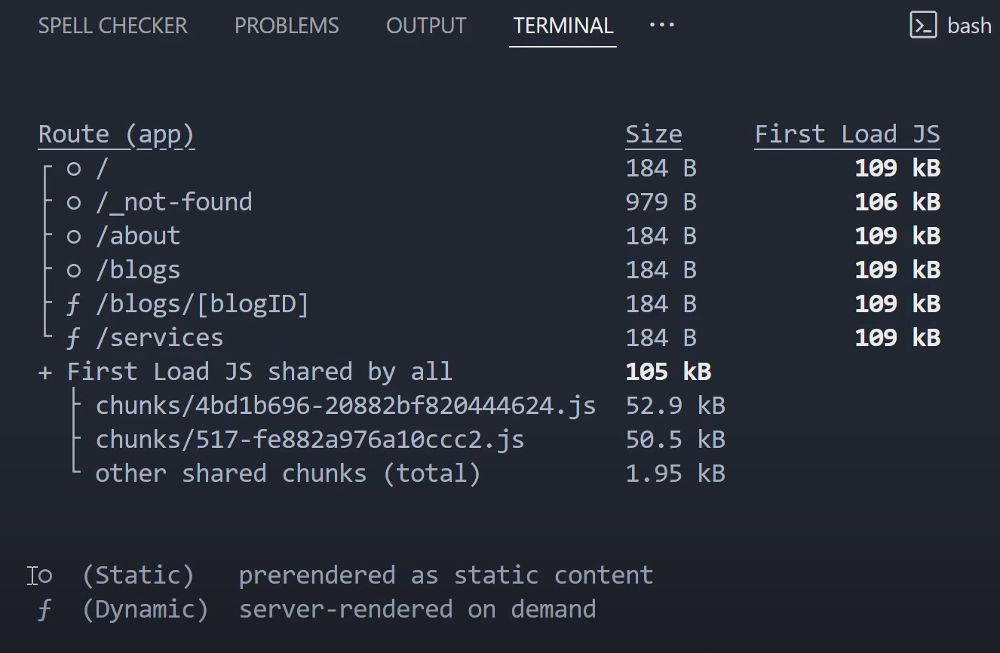 SPELL CHECKER PROBLEMS OUTPUT TERMINAL ··· bash
Route (app) Size First Load JS
┌ ○ / 184 B 109 kB
├ ○ /_not-found 979 B 106 kB
├ ○ /about 184 B 109 kB
├ ○ /blogs 184 B 109 kB
├ ƒ /blogs/[blogID] 184 B 109 kB
└ ƒ /services 184 B 109 kB
+ First Load JS shared by all 105 kB
├ chunks/4bd1b696-20882bf820444624.js 52.9 kB
├ chunks/517-fe882a976a10ccc2.js 50.5 kB
└ other shared chunks (total) 1.95 kB
○ (Static) prerendered as static content
ƒ (Dynamic) server-rendered on demand